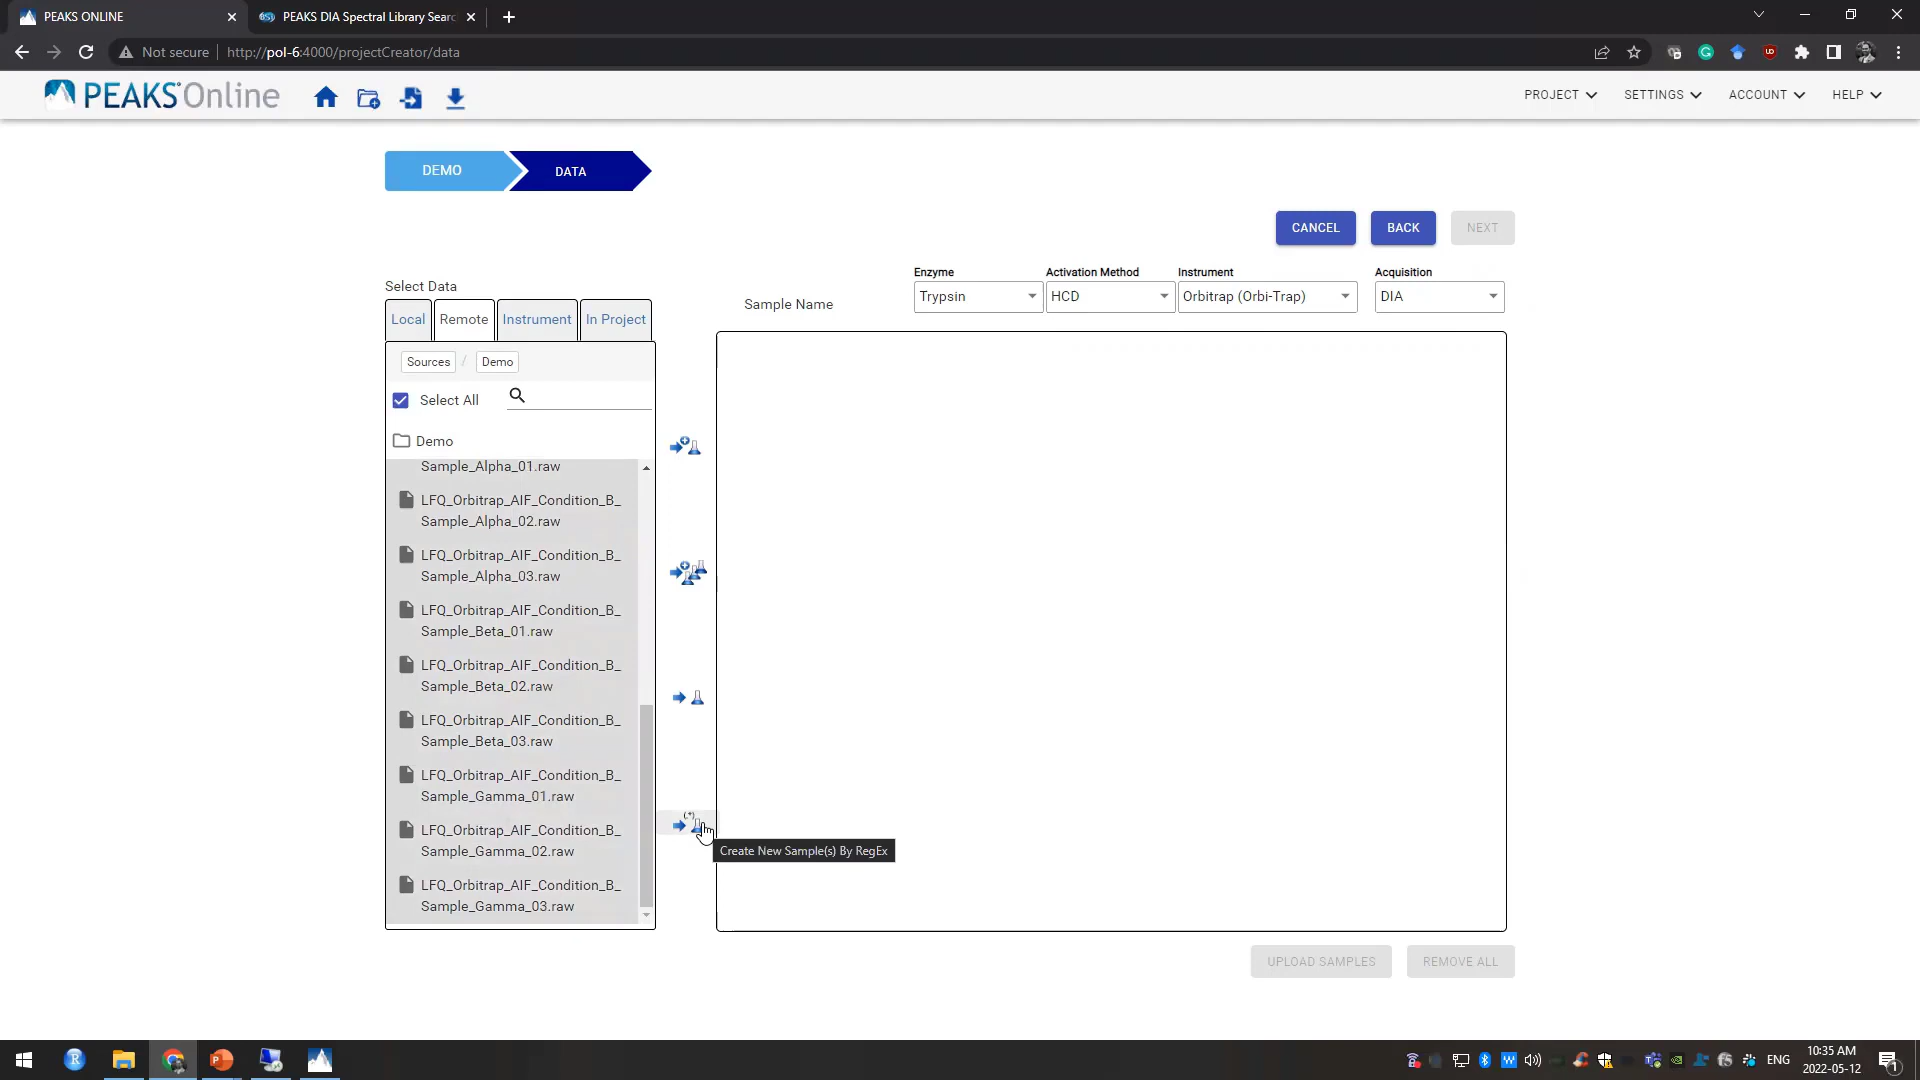 PEAKS ONLINE
PEAKS DIA Spectral Library Searc
Not secure
http://pol-6:4000/projectCreator/data
PEAKS Online
PROJECT
SETTINGS
ACCOUNT
HELP
DEMO
DATA
CANCEL
BACK
NEXT
Select Data
Local
Remote
Instrument
In Project
Sample Name
Enzyme
Activation Method
Instrument
Acquisition
Trypsin
HCD
Orbitrap (Orbi-Trap)
DIA
Sources / Demo
Select All
Demo
Sample_Alpha_01.raw
LFQ_Orbitrap_AIF_Condition_B_
Sample_Alpha_02.raw
LFQ_Orbitrap_AIF_Condition_B_
Sample_Alpha_03.raw
LFQ_Orbitrap_AIF_Condition_B_
Sample_Beta_01.raw
LFQ_Orbitrap_AIF_Condition_B_
Sample_Beta_02.raw
LFQ_Orbitrap_AIF_Condition_B_
Sample_Beta_03.raw
LFQ_Orbitrap_AIF_Condition_B_
Sample_Gamma_01.raw
LFQ_Orbitrap_AIF_Condition_B_
Sample_Gamma_02.raw
LFQ_Orbitrap_AIF_Condition_B_
Sample_Gamma_03.raw
(.*)
Create New Sample(s) By RegEx
UPLOAD SAMPLES
REMOVE ALL
ENG
10:35 AM
2022-05-12